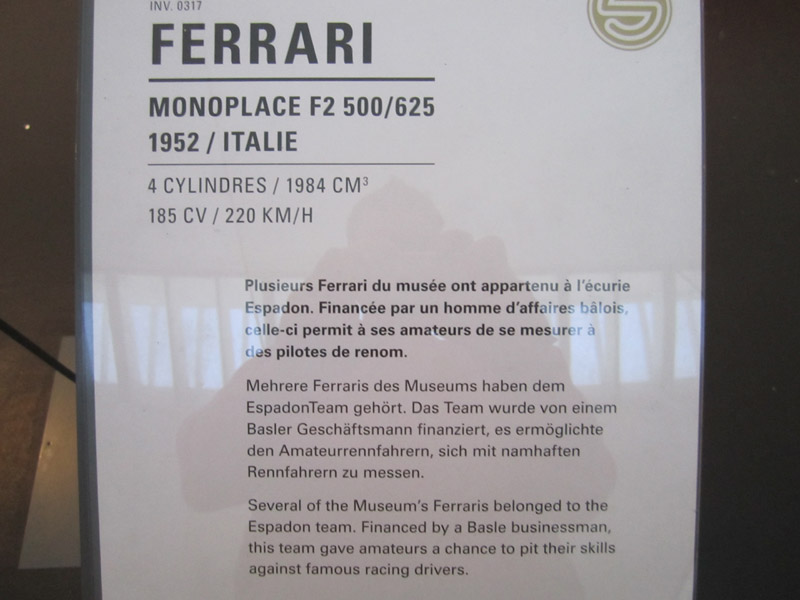 INV. 0317
FERRARI
MONOPLACE F2 500/625
1952 / ITALIE
4 CYLINDRES / 1984 CM³
185 CV / 220 KM/H
Plusieurs Ferrari du musée ont appartenu à l'écurie
Espadon. Financée par un homme d'affaires bâlois,
celle-ci permit à ses amateurs de se mesurer à
des pilotes de renom.
Mehrere Ferraris des Museums haben dem
EspadonTeam gehört. Das Team wurde von einem
Basler Geschäftsmann finanziert, es ermöglichte
den Amateurrennfahrern, sich mit namhaften
Rennfahrern zu messen.
Several of the Museum's Ferraris belonged to the
Espadon team. Financed by a Basle businessman,
this team gave amateurs a chance to pit their skills
against famous racing drivers.